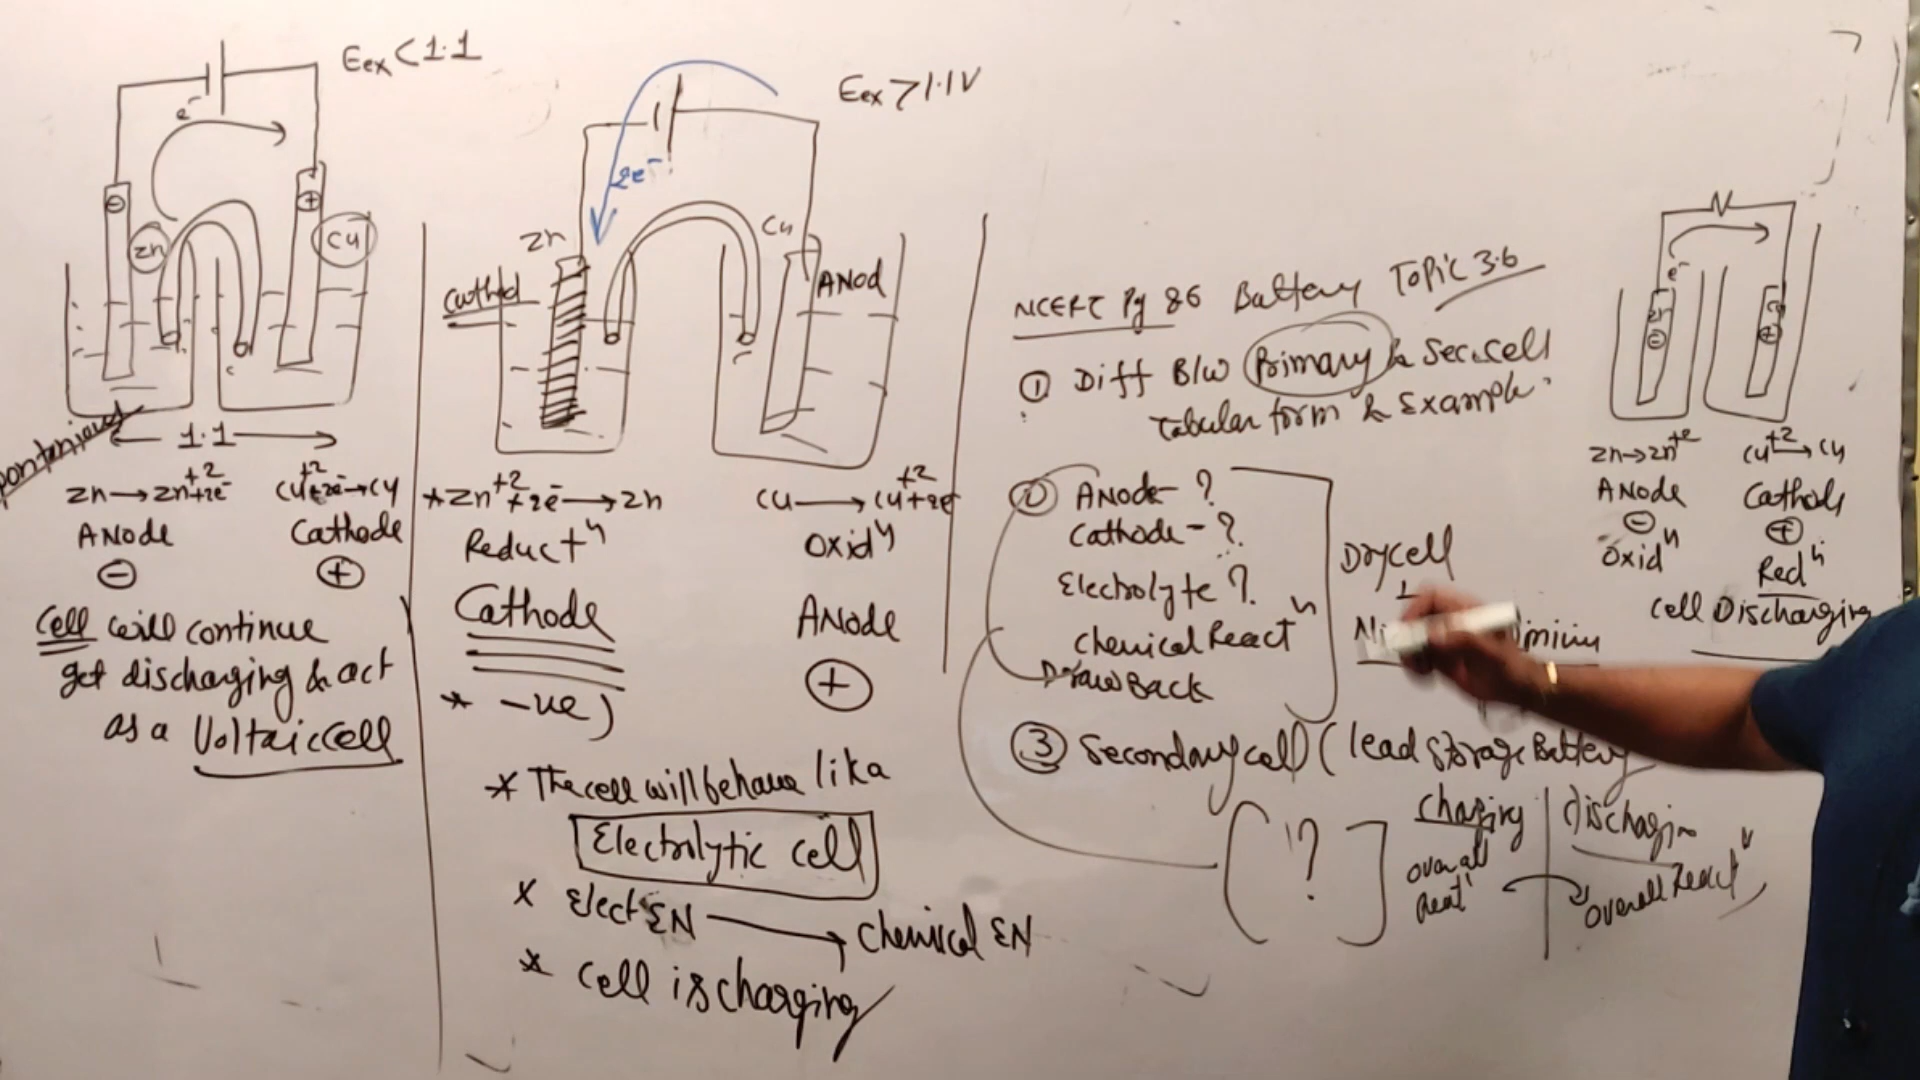 Eex < 1.1
e⁻
⊖
⊕
Zn
Cu
1.1
Zn → Zn+2 +2e⁻
Cu+2 +2e⁻ → Cu
ANode
Cathode
⊖
⊕
Cell will continue
get discharging & act
as a Voltaic Cell
Eex > 1.1V
2e⁻
Zn
Cu
Cathod
ANod
* Zn+2 +2e⁻ → Zn
Cu → Cu+2 +2e
Reductⁿ
Oxidⁿ
Cathode
ANode
* -ve)
⊕
* The cell will behave lika
Electrolytic cell
* Elect EN → Chemical EN
* Cell is charging
NCERT Pg 86 Battery Topic 3.6
① Diff B/w Primary & Sec.cell
tabular form & Example.
ANode - ?
Cathode - ?
Electrolyte ?
Chemical Reactⁿ
DrawBack
Drycell
③ Secondary cell (lead storage Battery
[ ? ]
Charging
overall
Reactⁿ
overall Reactⁿ
e⁻
Zn
⊖
Cu
⊕
Zn → Zn+2
Cu+2 → Cu
ANode
Cathode
⊖
⊕
Oxidⁿ
Redⁿ
Cell Discharging